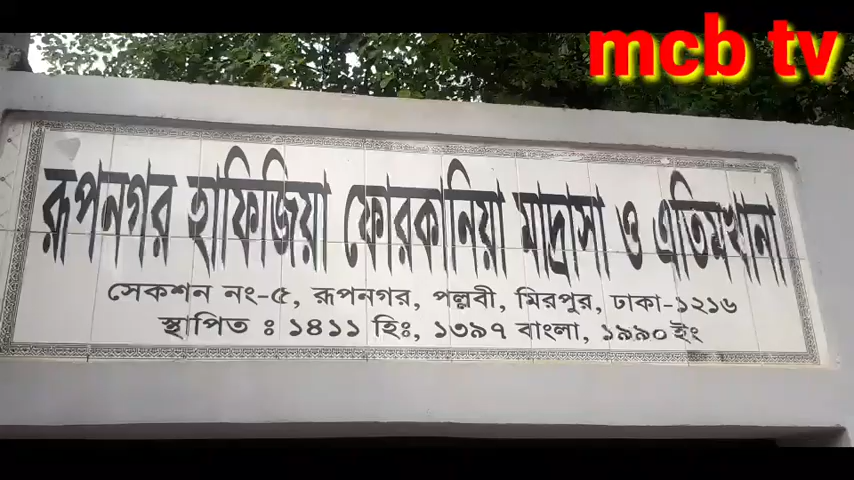 mcb tv
রূপনগর হাফিজিয়া ফোরকানিয়া মাদ্রাসা ও এতিমখানা
সেকশন নং-৫, রূপনগর, পল্লবী, মিরপুর, ঢাকা-১২১৬
স্থাপিত : ১৪১১ হিঃ, ১৩৯৭ বাংলা, ১৯৯০ ইং